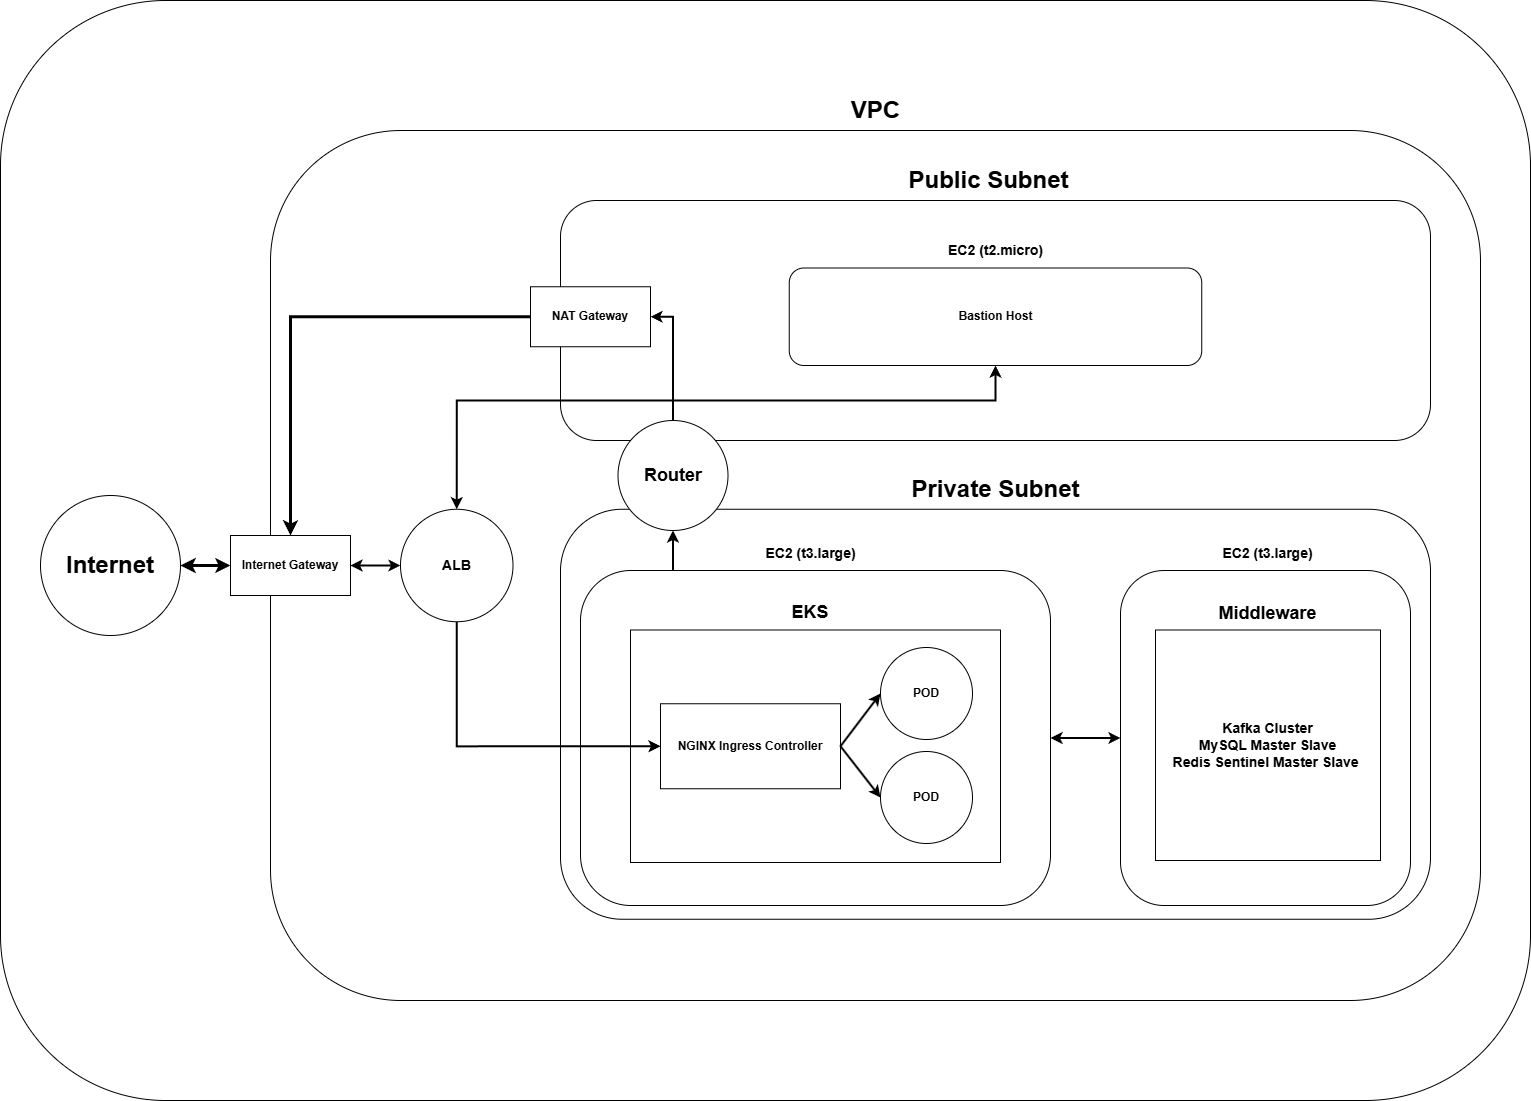 VPC
Public Subnet
EC2 (t2.micro)
NAT Gateway
Bastion Host
Router
Private Subnet
Internet
Internet Gateway
ALB
EC2 (t3.large)
EC2 (t3.large)
EKS
Middleware
POD
NGINX Ingress Controller
POD
Kafka Cluster
MySQL Master Slave
Redis Sentinel Master Slave